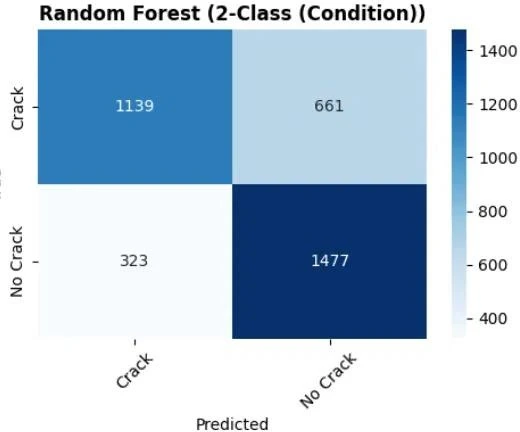 Random Forest (2-Class (Condition))
Crack
1139
661
No Crack
323
1477
Crack
No Crack
Predicted
1400
1200
1000
800
600
400